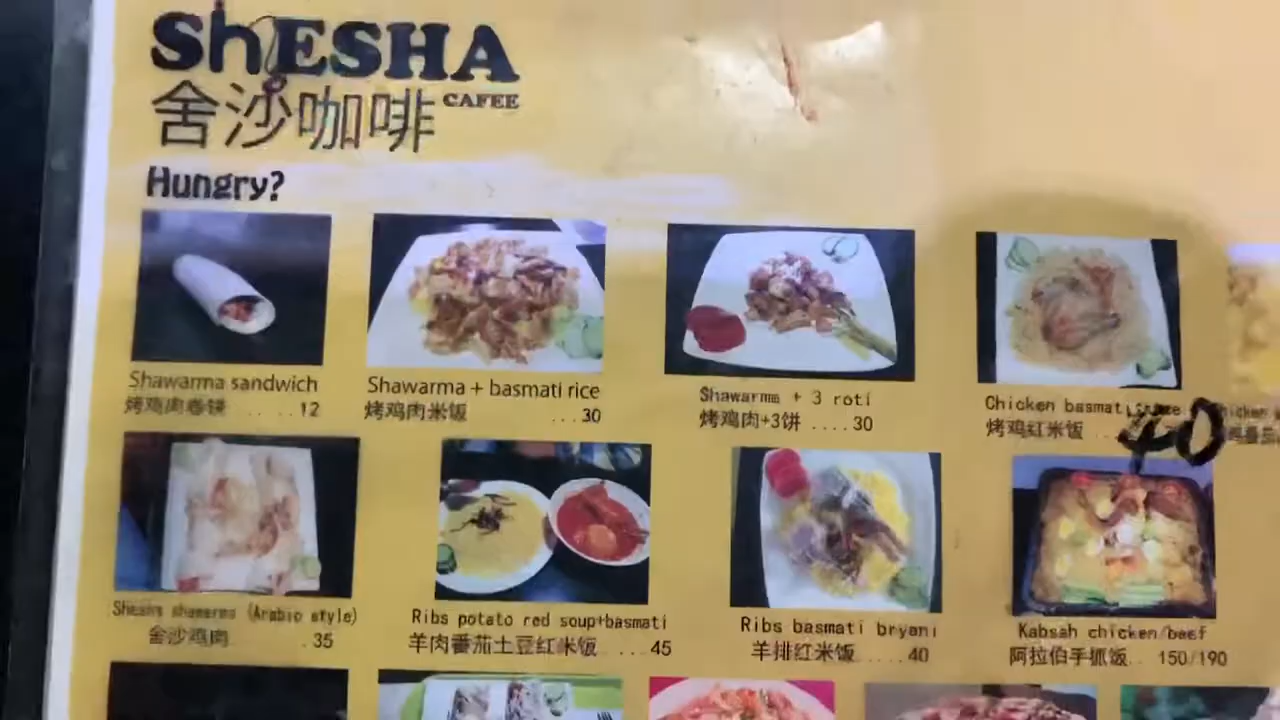 ShESHA
CAFEE
舍沙咖啡
Hungry?
Shawarma sandwich
烤鸡肉卷饼 .. ...12
Shawarma + basmati rice
烤鸡肉米饭 ...30
Shawarma + 3 roti
烤鸡肉+3饼 ....30
Chicken basmati
烤鸡红米饭 ..
40
Shesha shawarma (Arabic style)
舍沙鸡肉 .35
Ribs potato red soup+basmati
羊肉番茄土豆红米饭 ....45
Ribs basmati bryani
羊排红米饭.....40
Kabsah chicken/beef
阿拉伯手抓饭.. 150/190